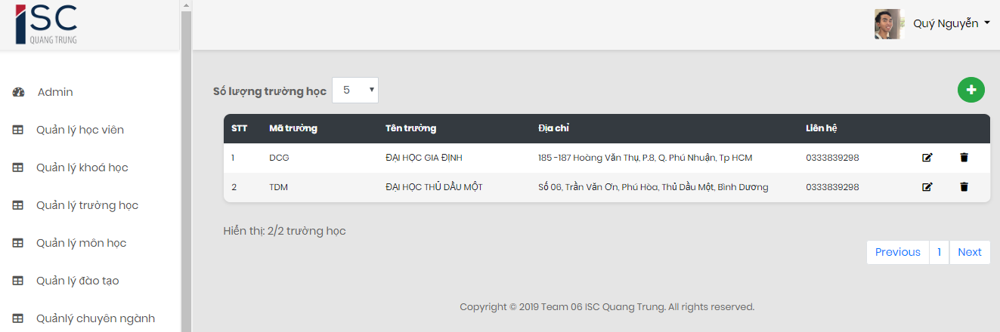 ISC
QUANG TRUNG
Quý Nguyễn
Admin
Quản lý học viên
Quản lý khoá học
Quản lý trường học
Quản lý môn học
Quản lý đào tạo
Quảnlý chuyên ngành
Số lượng trường học 5
STT Mã trường Tên trường Địa chỉ Liên hệ
1 DCG ĐẠI HỌC GIA ĐỊNH 185 -187 Hoàng Văn Thụ, P.8, Q. Phú Nhuận, Tp HCM 0333839298
2 TDM ĐẠI HỌC THỦ DẦU MỘT Số 06, Trần Văn Ơn, Phú Hòa, Thủ Dầu Một, Bình Dương 0333839298
Hiển thị: 2/2 trường học
Previous 1 Next
Copyright © 2019 Team 06 ISC Quang Trung. All rights reserved.